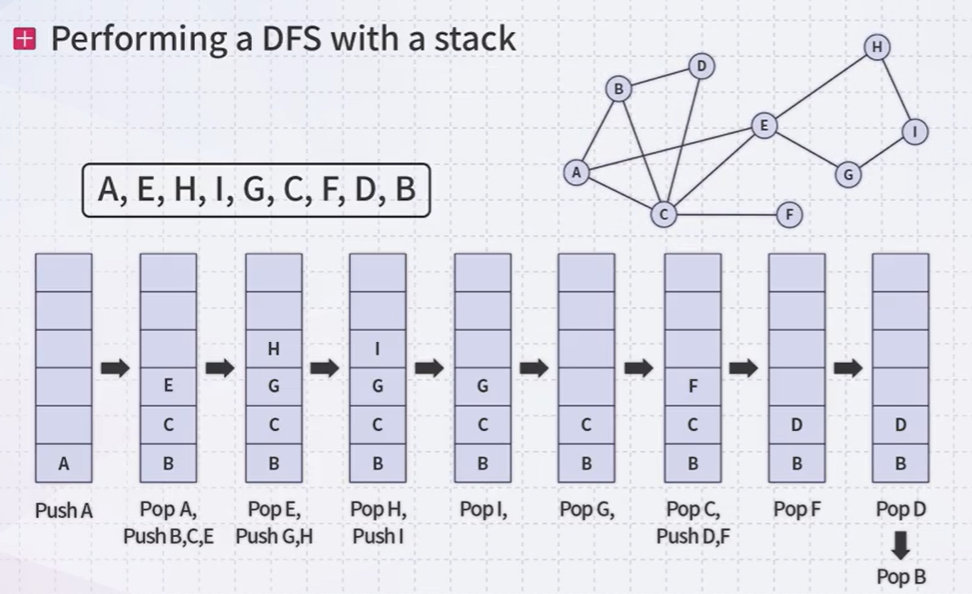 Performing a DFS with a stack
H
D
B
E
I
A
G
C
F
A, E, H, I, G, C, F, D, B
A
E
C
B
H
G
C
B
I
G
C
B
G
C
B
C
B
F
C
B
D
B
D
B
Push A
Pop A,
Push B,C,E
Pop E,
Push G,H
Pop H,
Push I
Pop I,
Pop G,
Pop C,
Push D,F
Pop F
Pop D
Pop B